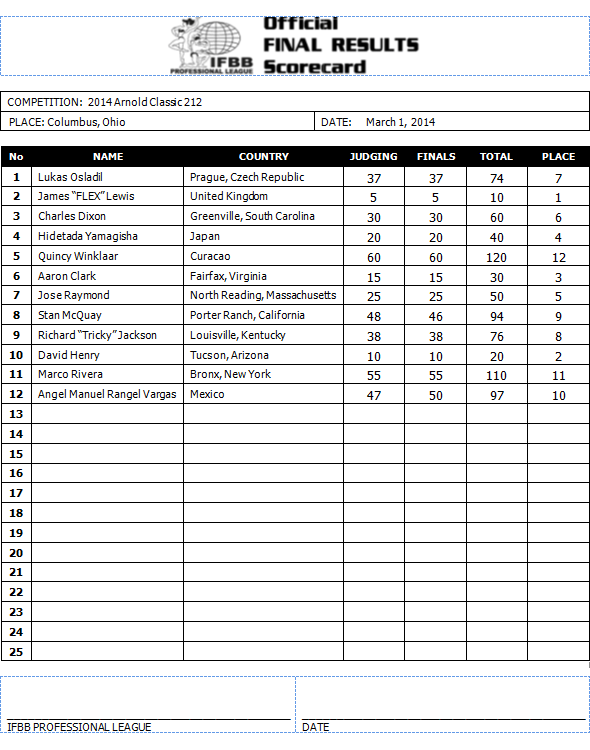 Official
FINAL RESULTS
Scorecard
IFBB
PROFESSIONAL LEAGUE
COMPETITION: 2014 Arnold Classic 212
PLACE: Columbus, Ohio DATE: March 1, 2014
No NAME COUNTRY JUDGING FINALS TOTAL PLACE
1 Lukas Osladil Prague, Czech Republic 37 37 74 7
2 James “FLEX” Lewis United Kingdom 5 5 10 1
3 Charles Dixon Greenville, South Carolina 30 30 60 6
4 Hidetada Yamagisha Japan 20 20 40 4
5 Quincy Winklaar Curacao 60 60 120 12
6 Aaron Clark Fairfax, Virginia 15 15 30 3
7 Jose Raymond North Reading, Massachusetts 25 25 50 5
8 Stan McQuay Porter Ranch, California 48 46 94 9
9 Richard “Tricky” Jackson Louisville, Kentucky 38 38 76 8
10 David Henry Tucson, Arizona 10 10 20 2
11 Marco Rivera Bronx, New York 55 55 110 11
12 Angel Manuel Rangel Vargas Mexico 47 50 97 10
13
14
15
16
17
18
19
20
21
22
23
24
25
IFBB PROFESSIONAL LEAGUE DATE